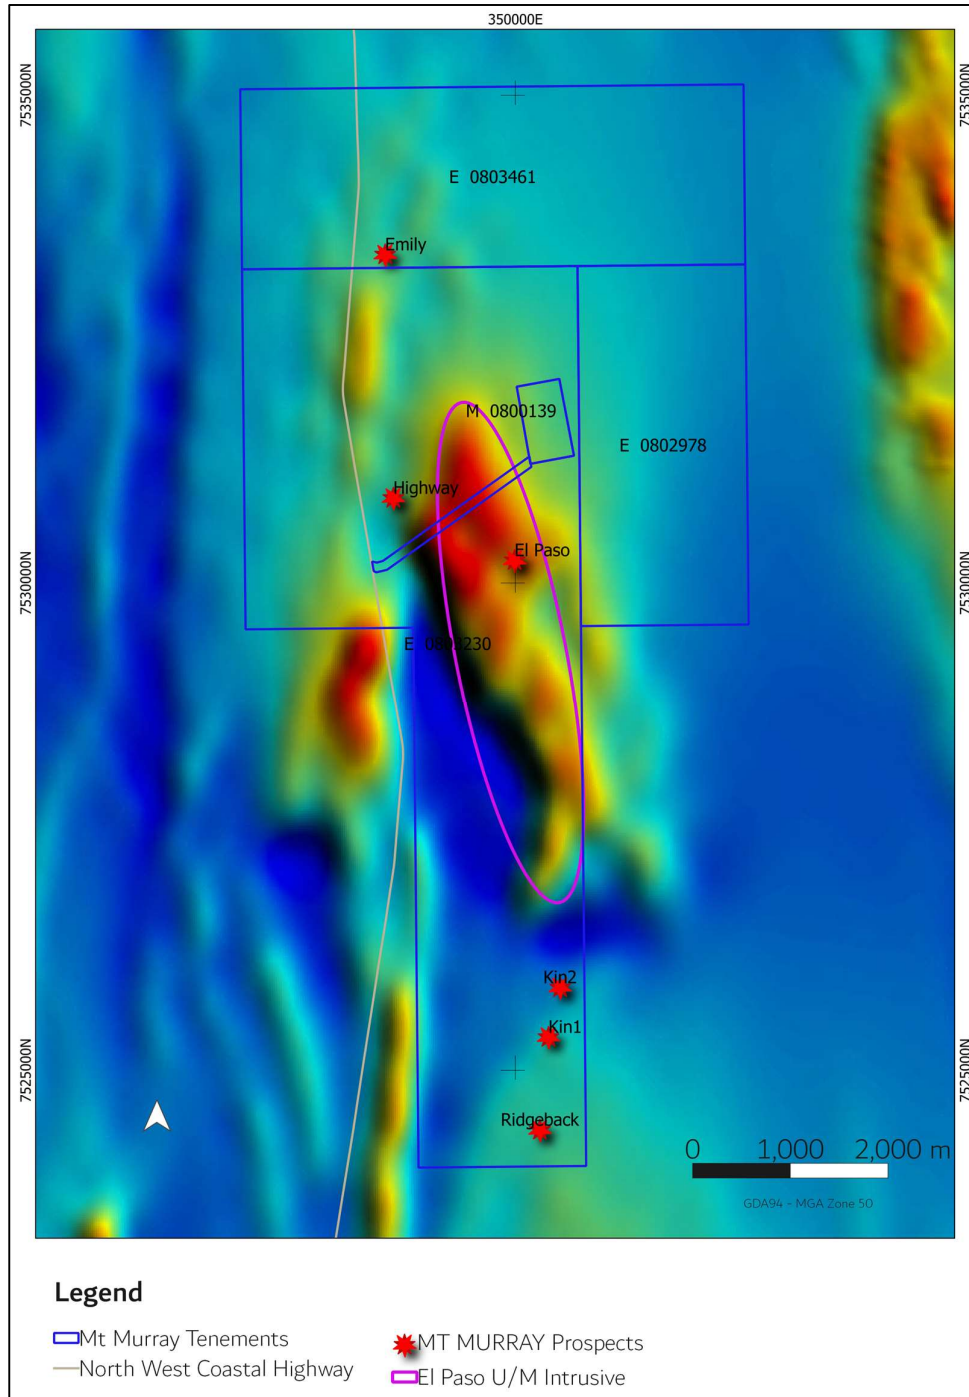 350000E
7535000N
7535000N
E 0803461
Emily
M 0800139
E 0802978
Highway
El Paso
7530000N
7530000N
E 0803230
Kin2
Kin1
7525000N
7525000N
Ridgeback
0 1,000 2,000 m
GDA94 - MGA Zone 50
Legend
Mt Murray Tenements
MT MURRAY Prospects
North West Coastal Highway
El Paso U/M Intrusive